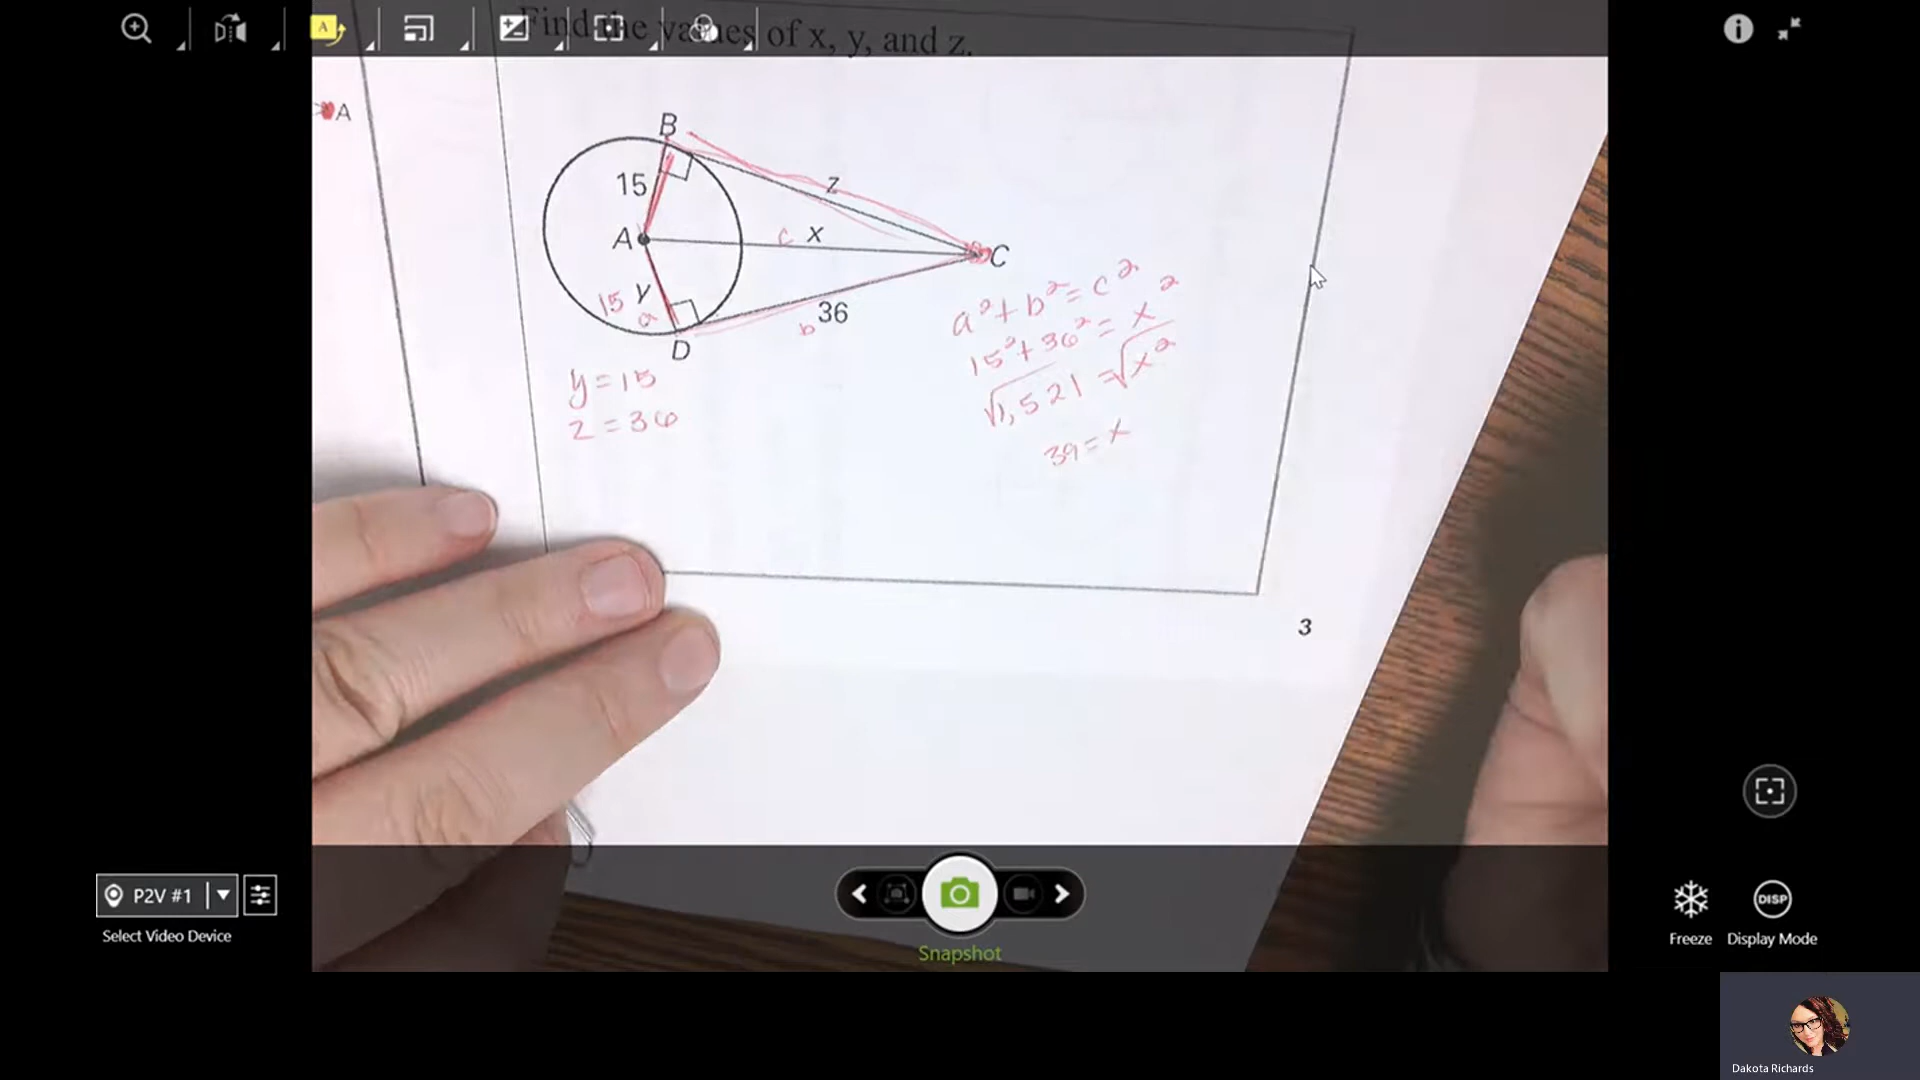 A
Find the values of x, y, and z.
A
B
15
z
A
c x
C
15 y
a
b 36
D
a²+b²=c²
15²+36²=x²
√1,521=√x²
39=x
y=15
z=36
3
P2V #1
Select Video Device
Snapshot
Freeze
DISP
Display Mode
Dakota Richards